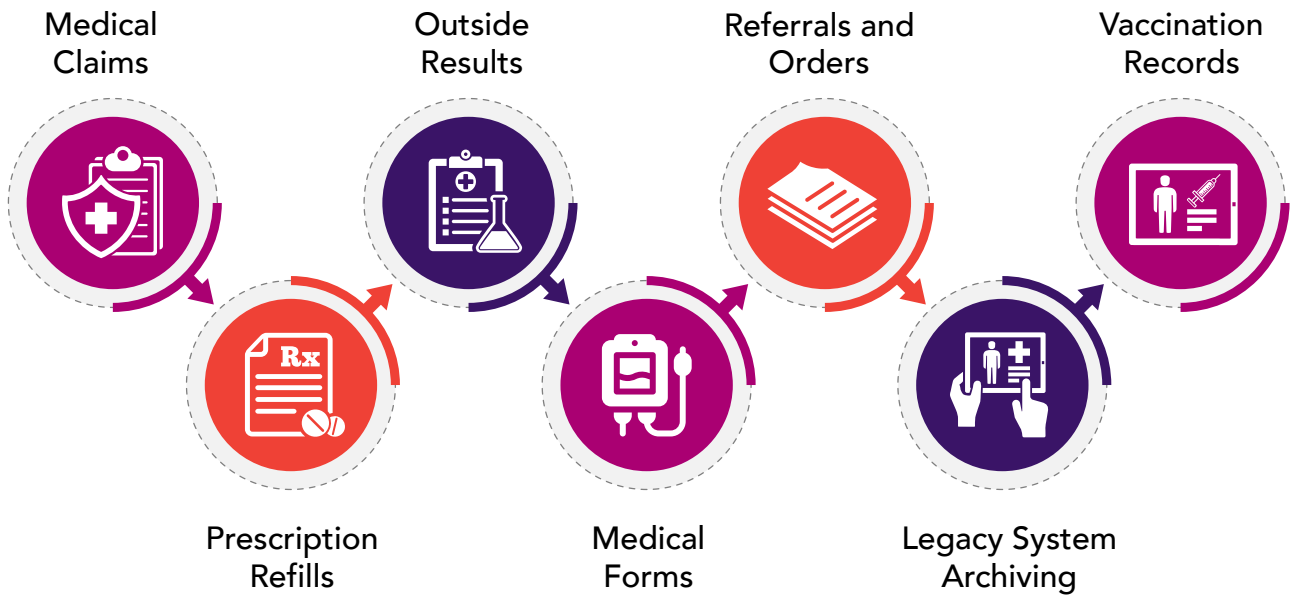 Medical
Claims
Outside
Results
Referrals and
Orders
Vaccination
Records
Rx
Prescription
Refills
Medical
Forms
Legacy System
Archiving